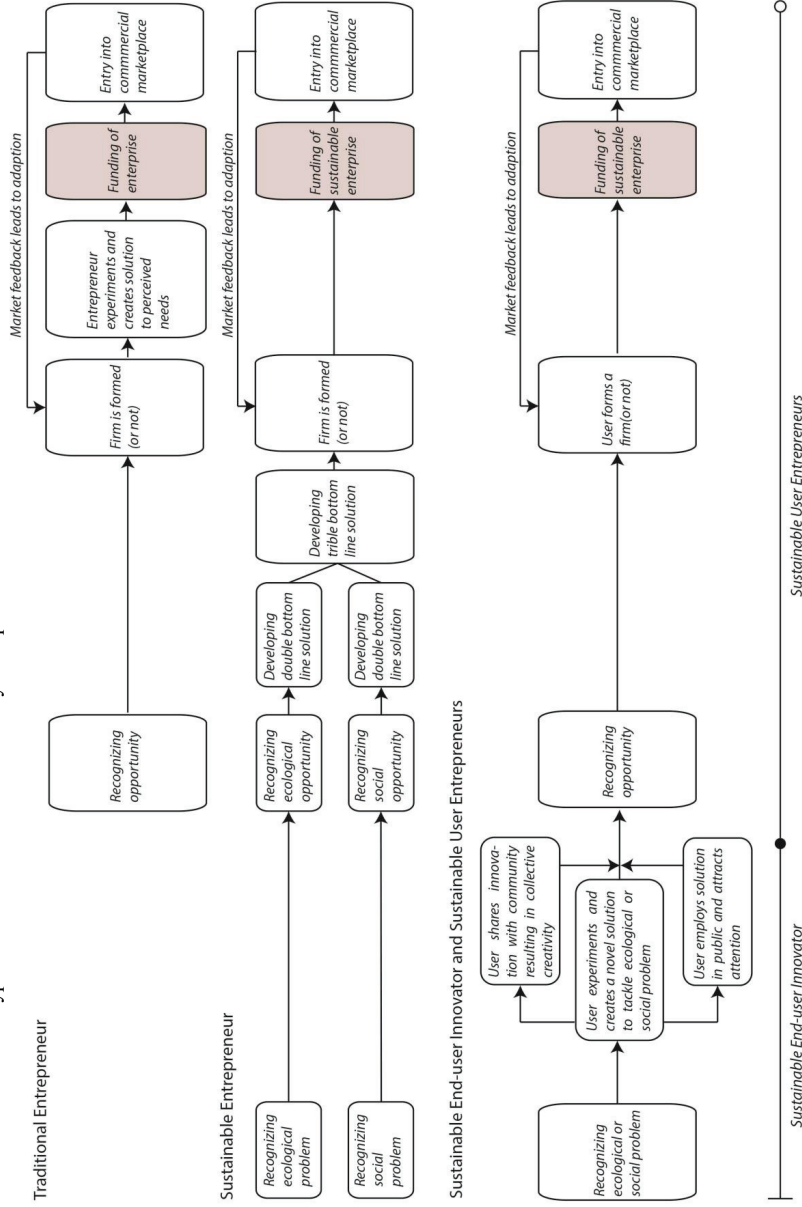 Traditional Entrepreneur
Market feedback leads to adaption
Recognizing
opportunity
Firm is formed
(or not)
Entrepreneur
experiments and
creates solution
to perceived
needs
Funding of
enterprise
Entry into
commmercial
marketplace
Sustainable Entrepreneur
Market feedback leads to adaption
Recognizing
ecological
problem
Recognizing
ecological
opportunity
Developing
double bottom
line solution
Recognizing
social
problem
Recognizing
social
opportunity
Developing
double bottom
line solution
Developing
trible bottom
line solution
Firm is formed
(or not)
Funding of
sustainable
enterprise
Entry into
commmercial
marketplace
Sustainable End-user Innovator and Sustainable User Entrepreneurs
Market feedback leads to adaption
Recognizing
ecological or
social problem
User shares innova-
tion with community
resulting in collective
creativity
User experiments and
creates a novel solution
to tackle ecological or
social problem
User employs solution
in public and attracts
attention
Recognizing
opportunity
User forms a
firm(or not)
Funding of
sustainable
enterprise
Entry into
commmercial
marketplace
Sustainable End-user Innovator
Sustainable User Entrepreneurs